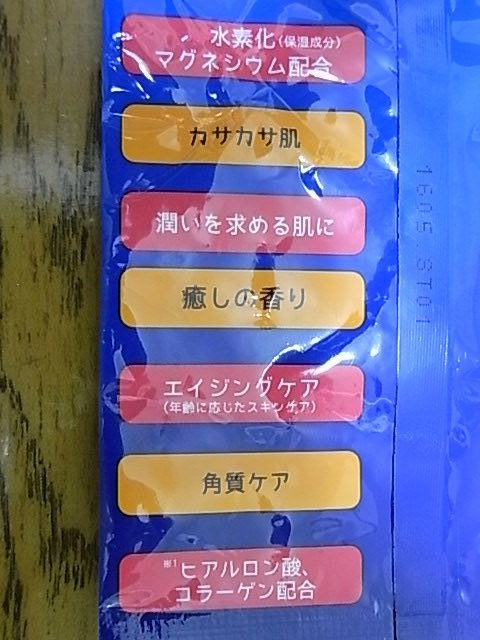 水素化(保湿成分)
マグネシウム配合
カサカサ肌
潤いを求める肌に
癒しの香り
エイジングケア
(年齢に応じたスキンケア)
角質ケア
※1ヒアルロン酸、
コラーゲン配合
1605.ST01